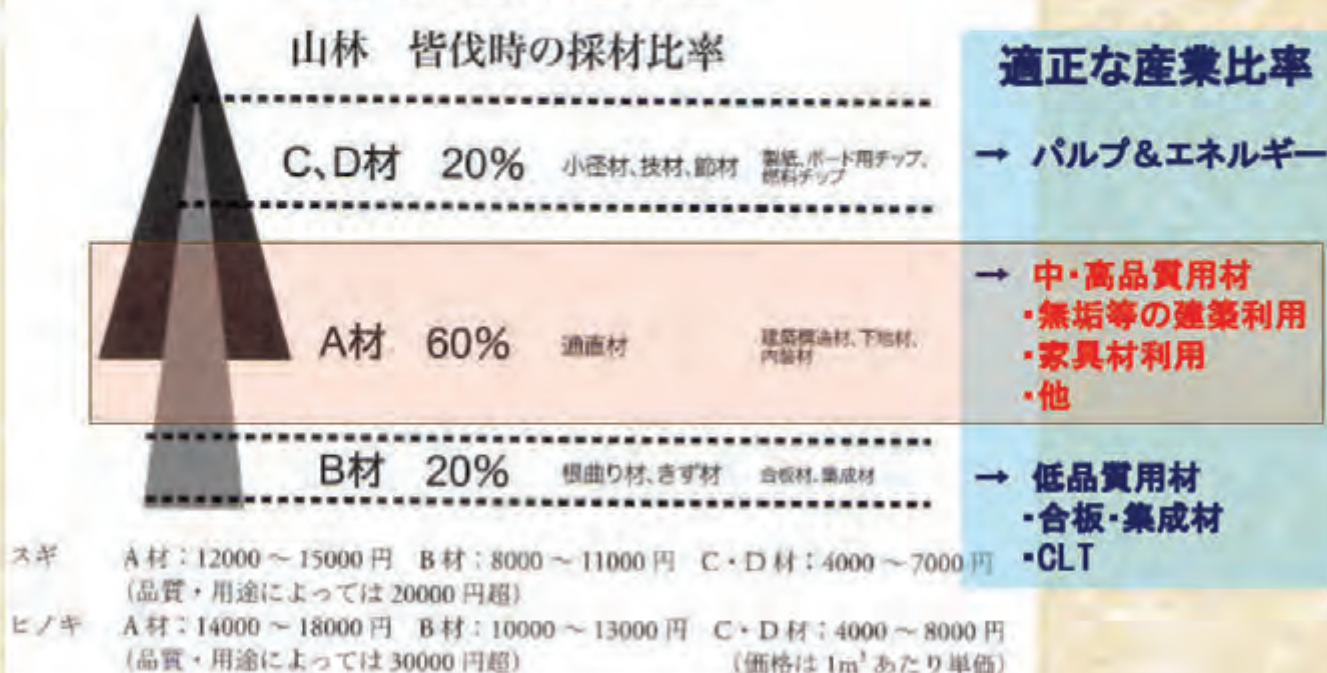 山林 皆伐時の採材比率
適正な産業比率
C、D材 20% 小径材、技材、節材 製紙、ボード用チップ、
燃料チップ
→ パルプ&エネルギー
A材 60% 通直材 建築構造材、下地材、
内装材
→ 中・高品質用材
・無垢等の建築利用
・家具材利用
・他
B材 20% 根曲り材、きず材 合板材、集成材
→ 低品質用材
・合板・集成材
・CLT
スギ A材:12000~15000円 B材:8000~11000円 C・D材:4000~7000円
(品質・用途によっては20000円超)
ヒノキ A材:14000~18000円 B材:10000~13000円 C・D材:4000~8000円
(品質・用途によっては30000円超) (価格は1m³あたり単価)